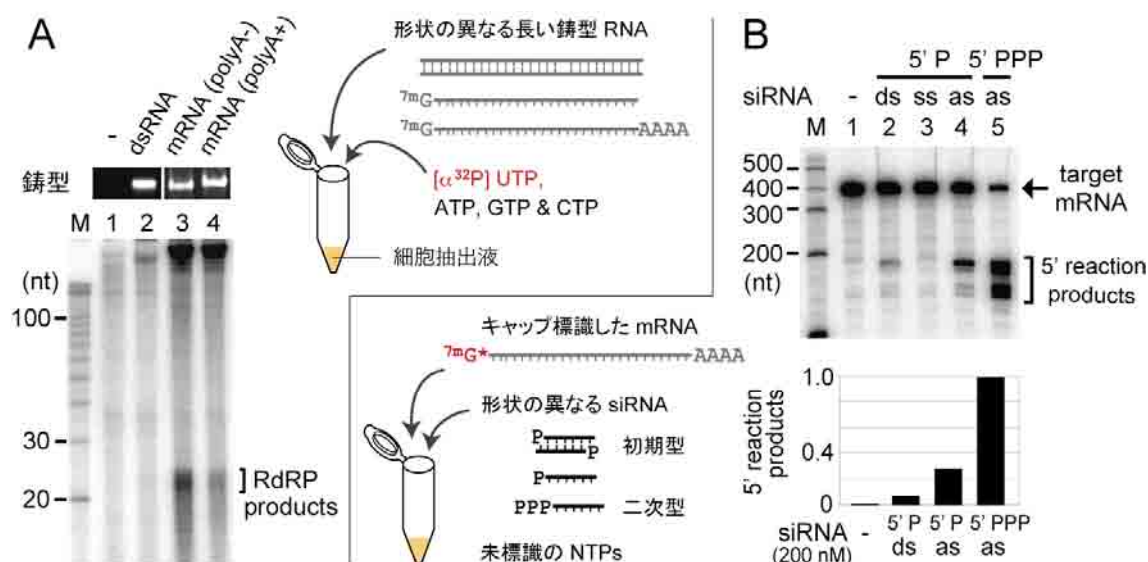 A
-
dsRNA
mRNA (polyA-)
mRNA (polyA+)
鋳型
M 1 2 3 4
(nt)
100
30
20
RdRP
products
形状の異なる長い鋳型 RNA
7mG
7mG AAAA
[α32P] UTP,
ATP, GTP & CTP
細胞抽出液
キャップ標識した mRNA
7mG* AAAA
形状の異なる siRNA
P
P
初期型
P
PPP 二次型
未標識の NTPs
B
5' P 5' PPP
siRNA - ds ss as as
M 1 2 3 4 5
500
400
300
200
(nt)
target
mRNA
5' reaction
products
5' reaction
products
1.0
0.4
0
siRNA
(200 nM)
-
5' P
ds
5' P
as
5' PPP
as